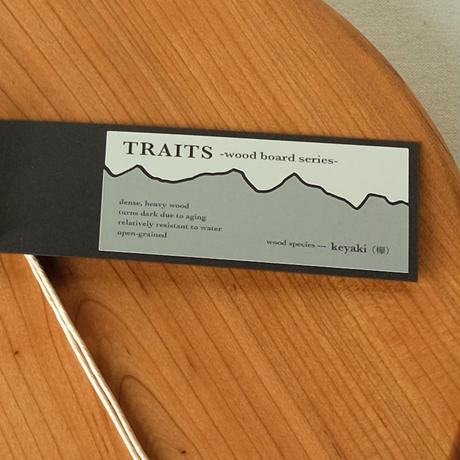 TRAITS -wood board series-
dense, heavy wood
turns dark due to aging
relatively resistant to water
open-grained
wood species --- keyaki (欅)